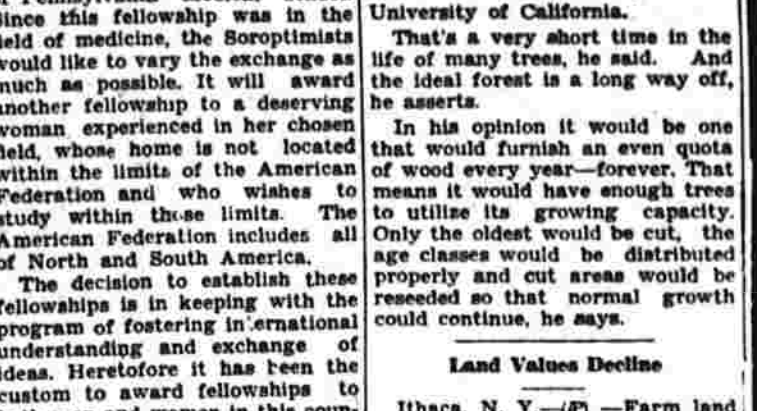 Since this fellowship was in the
field of medicine, the Soroptimists
would like to vary the exchange as
much as possible. It will award
another fellowship to a deserving
woman experienced in her chosen
field, whose home is not located
within the limits of the American
Federation and who wishes to
study within those limits. The
American Federation includes all
of North and South America.
The decision to establish these
fellowships is in keeping with the
program of fostering international
understanding and exchange of
ideas. Heretofore it has been the
custom to award fellowships to
University of California.
That's a very short time in the
life of many trees, he said. And
the ideal forest is a long way off,
he asserts.
In his opinion it would be one
that would furnish an even quota
of wood every year—forever. That
means it would have enough trees
to utilize its growing capacity.
Only the oldest would be cut, the
age classes would be distributed
properly and cut areas would be
reseeded so that normal growth
could continue, he says.
Land Values Decline
Ithaca, N. Y.—(AP)—Farm land